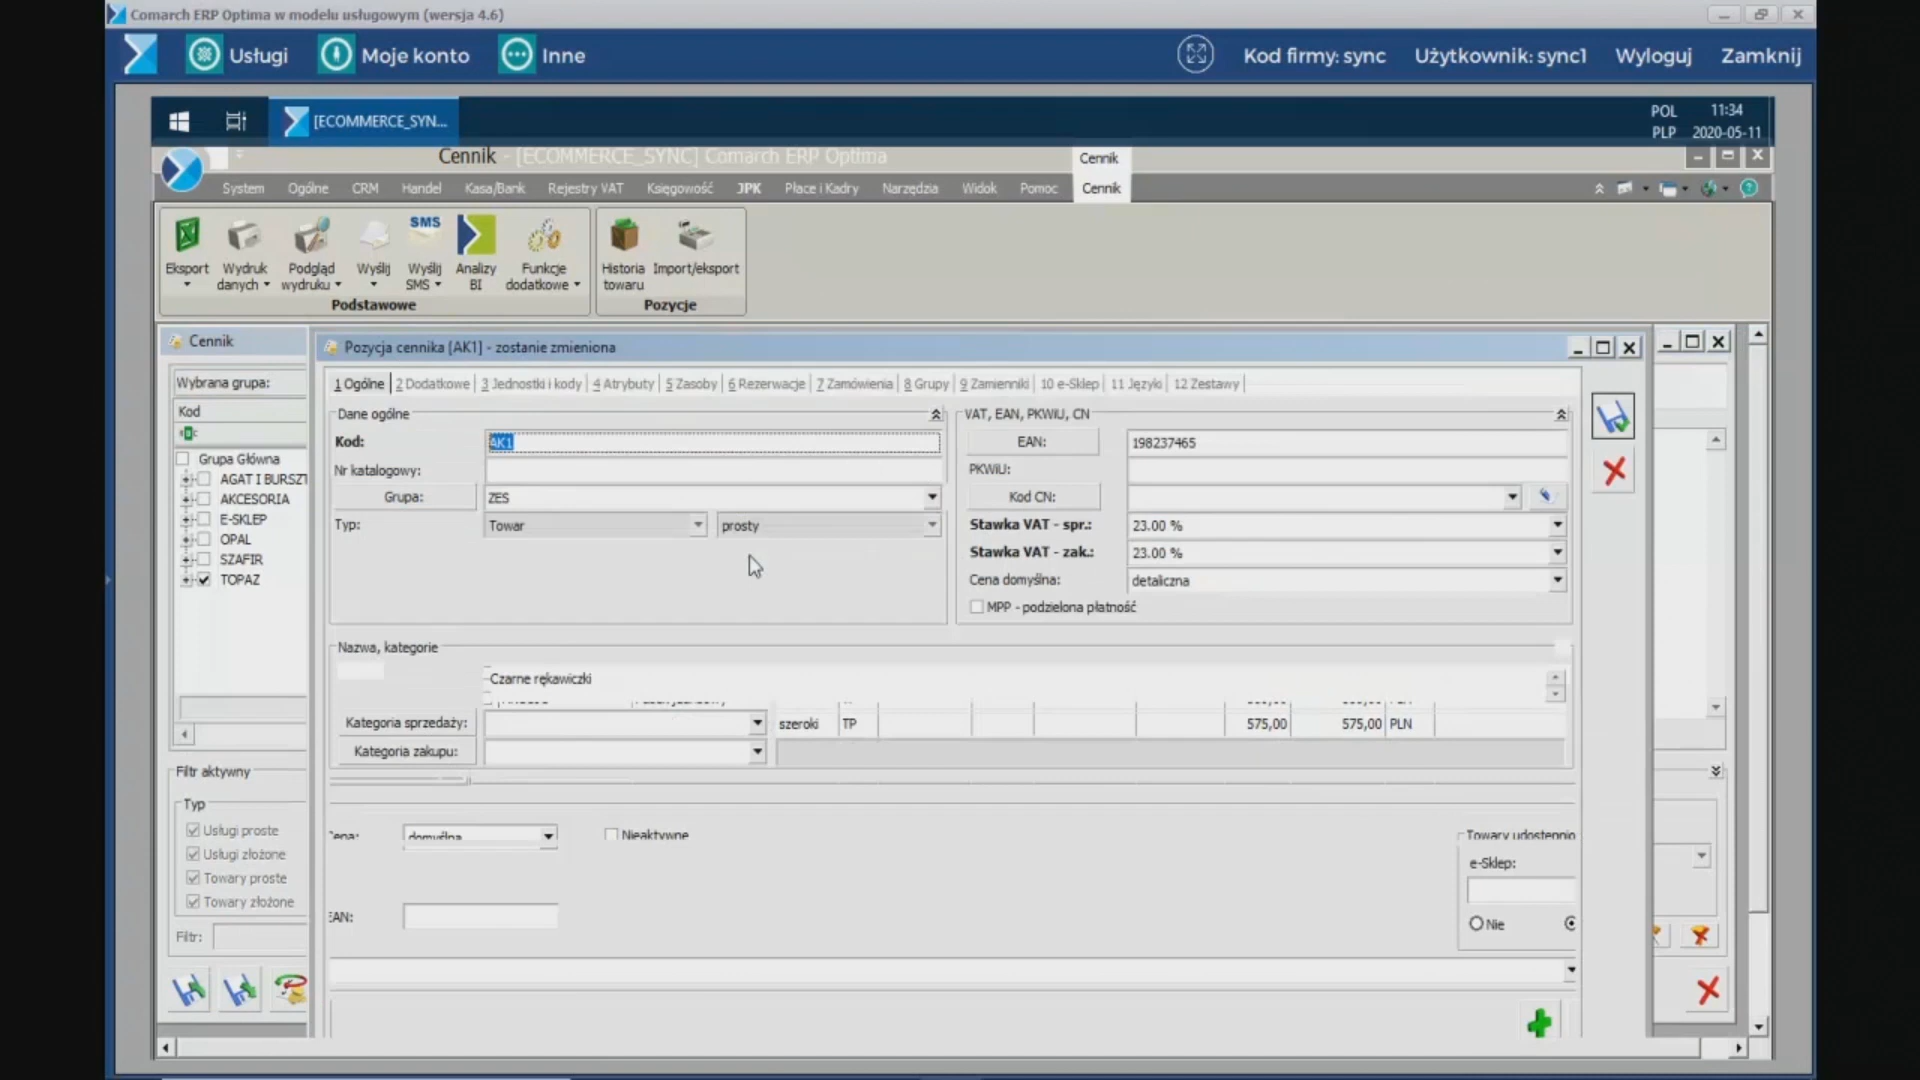 Comarch ERP Optima w modelu usługowym (wersja 4.6)
Usługi Moje konto Inne Kod firmy: sync Użytkownik: sync1 Wyloguj Zamknij
[ECOMMERCE_SYN... POL 11:34
PLP 2020-05-11
Cennik - [ECOMMERCE_SYNC] Comarch ERP Optima Cennik
System Ogólne CRM Handel Kasa/Bank Rejestry VAT Księgowość JPK Płace i Kadry Narzędzia Widok Pomoc Cennik
SMS
Eksport Wydruk danych Podgląd wydruku Wyślij Wyślij SMS Analizy BI Funkcje dodatkowe Historia towaru Import/eksport
Podstawowe Pozycje
Cennik
Wybrana grupa:
Kod
Grupa Główna
AGAT I BURSZT
AKCESORIA
E-SKLEP
OPAL
SZAFIR
TOPAZ
Filtr aktywny
Typ
Usługi proste
Usługi złożone
Towary proste
Towary złożone
Filtr:
Pozycja cennika [AK1] - zostanie zmieniona
1 Ogólne 2 Dodatkowe 3 Jednostki i kody 4 Atrybuty 5 Zasoby 6 Rezerwacje 7 Zamówienia 8 Grupy 9 Zamienniki 10 e-Sklep 11 Języki 12 Zestawy
Dane ogólne
Kod: AK1
Nr katalogowy:
Grupa: ZES
Typ: Towar prosty
VAT, EAN, PKWiU, CN
EAN: 198237465
PKWiU:
Kod CN:
Stawka VAT - spr.: 23.00 %
Stawka VAT - zak.: 23.00 %
Cena domyślna: detaliczna
MPP - podzielona płatność
Nazwa, kategorie
Czarne rękawiczki
Kategoria sprzedaży: szeroki TP 575,00 575,00 PLN
Kategoria zakupu:
domyślna Nieaktywne
e-Sklep:
Nie